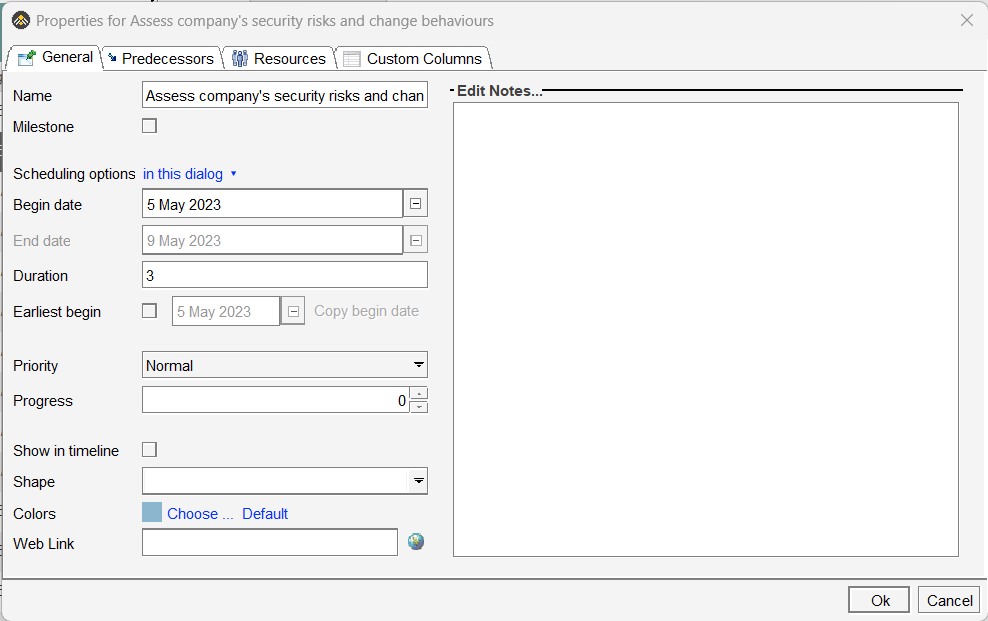 Properties for Assess company's security risks and change behaviours
General Predecessors Resources Custom Columns
Name Assess company's security risks and chan
Milestone
Scheduling options in this dialog
Begin date 5 May 2023
End date 9 May 2023
Duration 3
Earliest begin 5 May 2023 Copy begin date
Priority Normal
Progress 0
Show in timeline
Shape
Colors Choose ... Default
Web Link
Edit Notes...
Ok Cancel